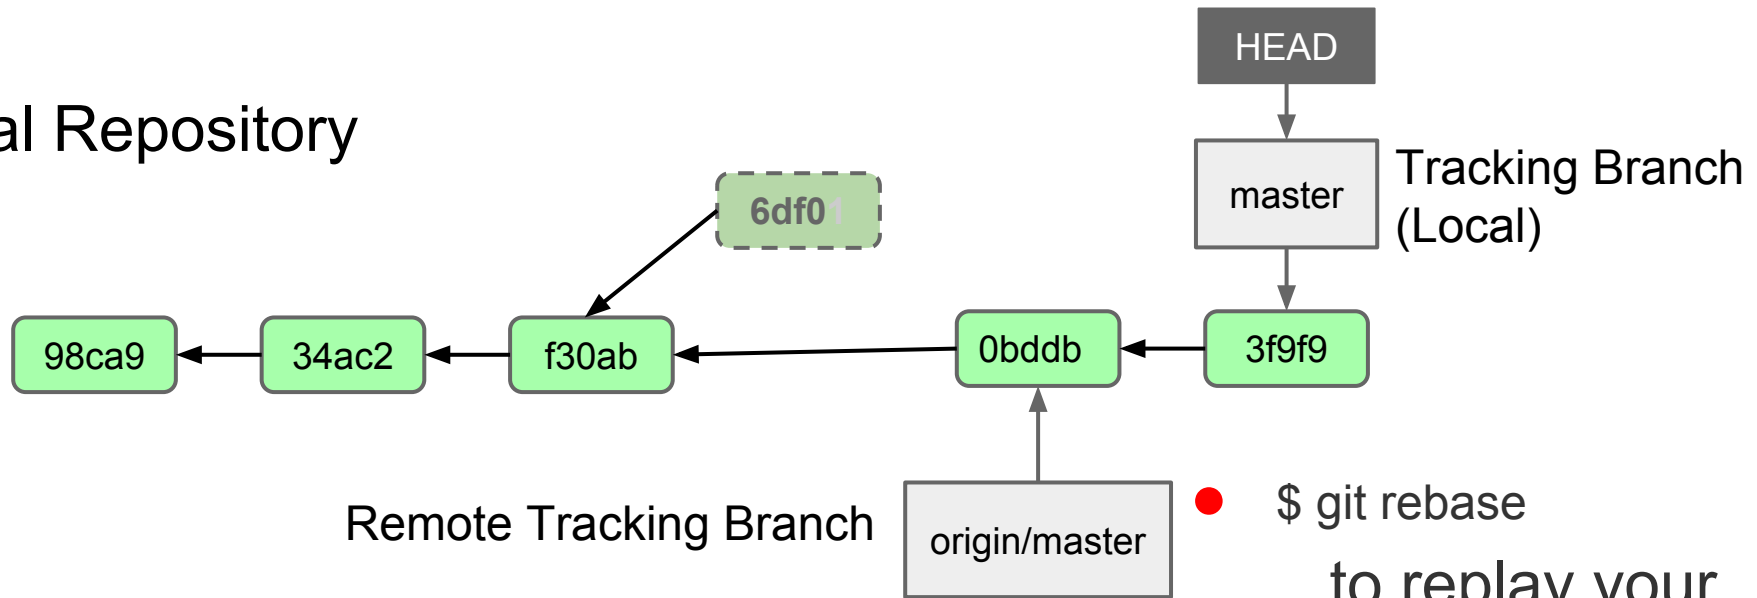 HEAD
al Repository
Tracking Branch
(Local)
master
6df01
98ca9
34ac2
f30ab
0bddb
3f9f9
Remote Tracking Branch
origin/master
$ git rebase
to replay your